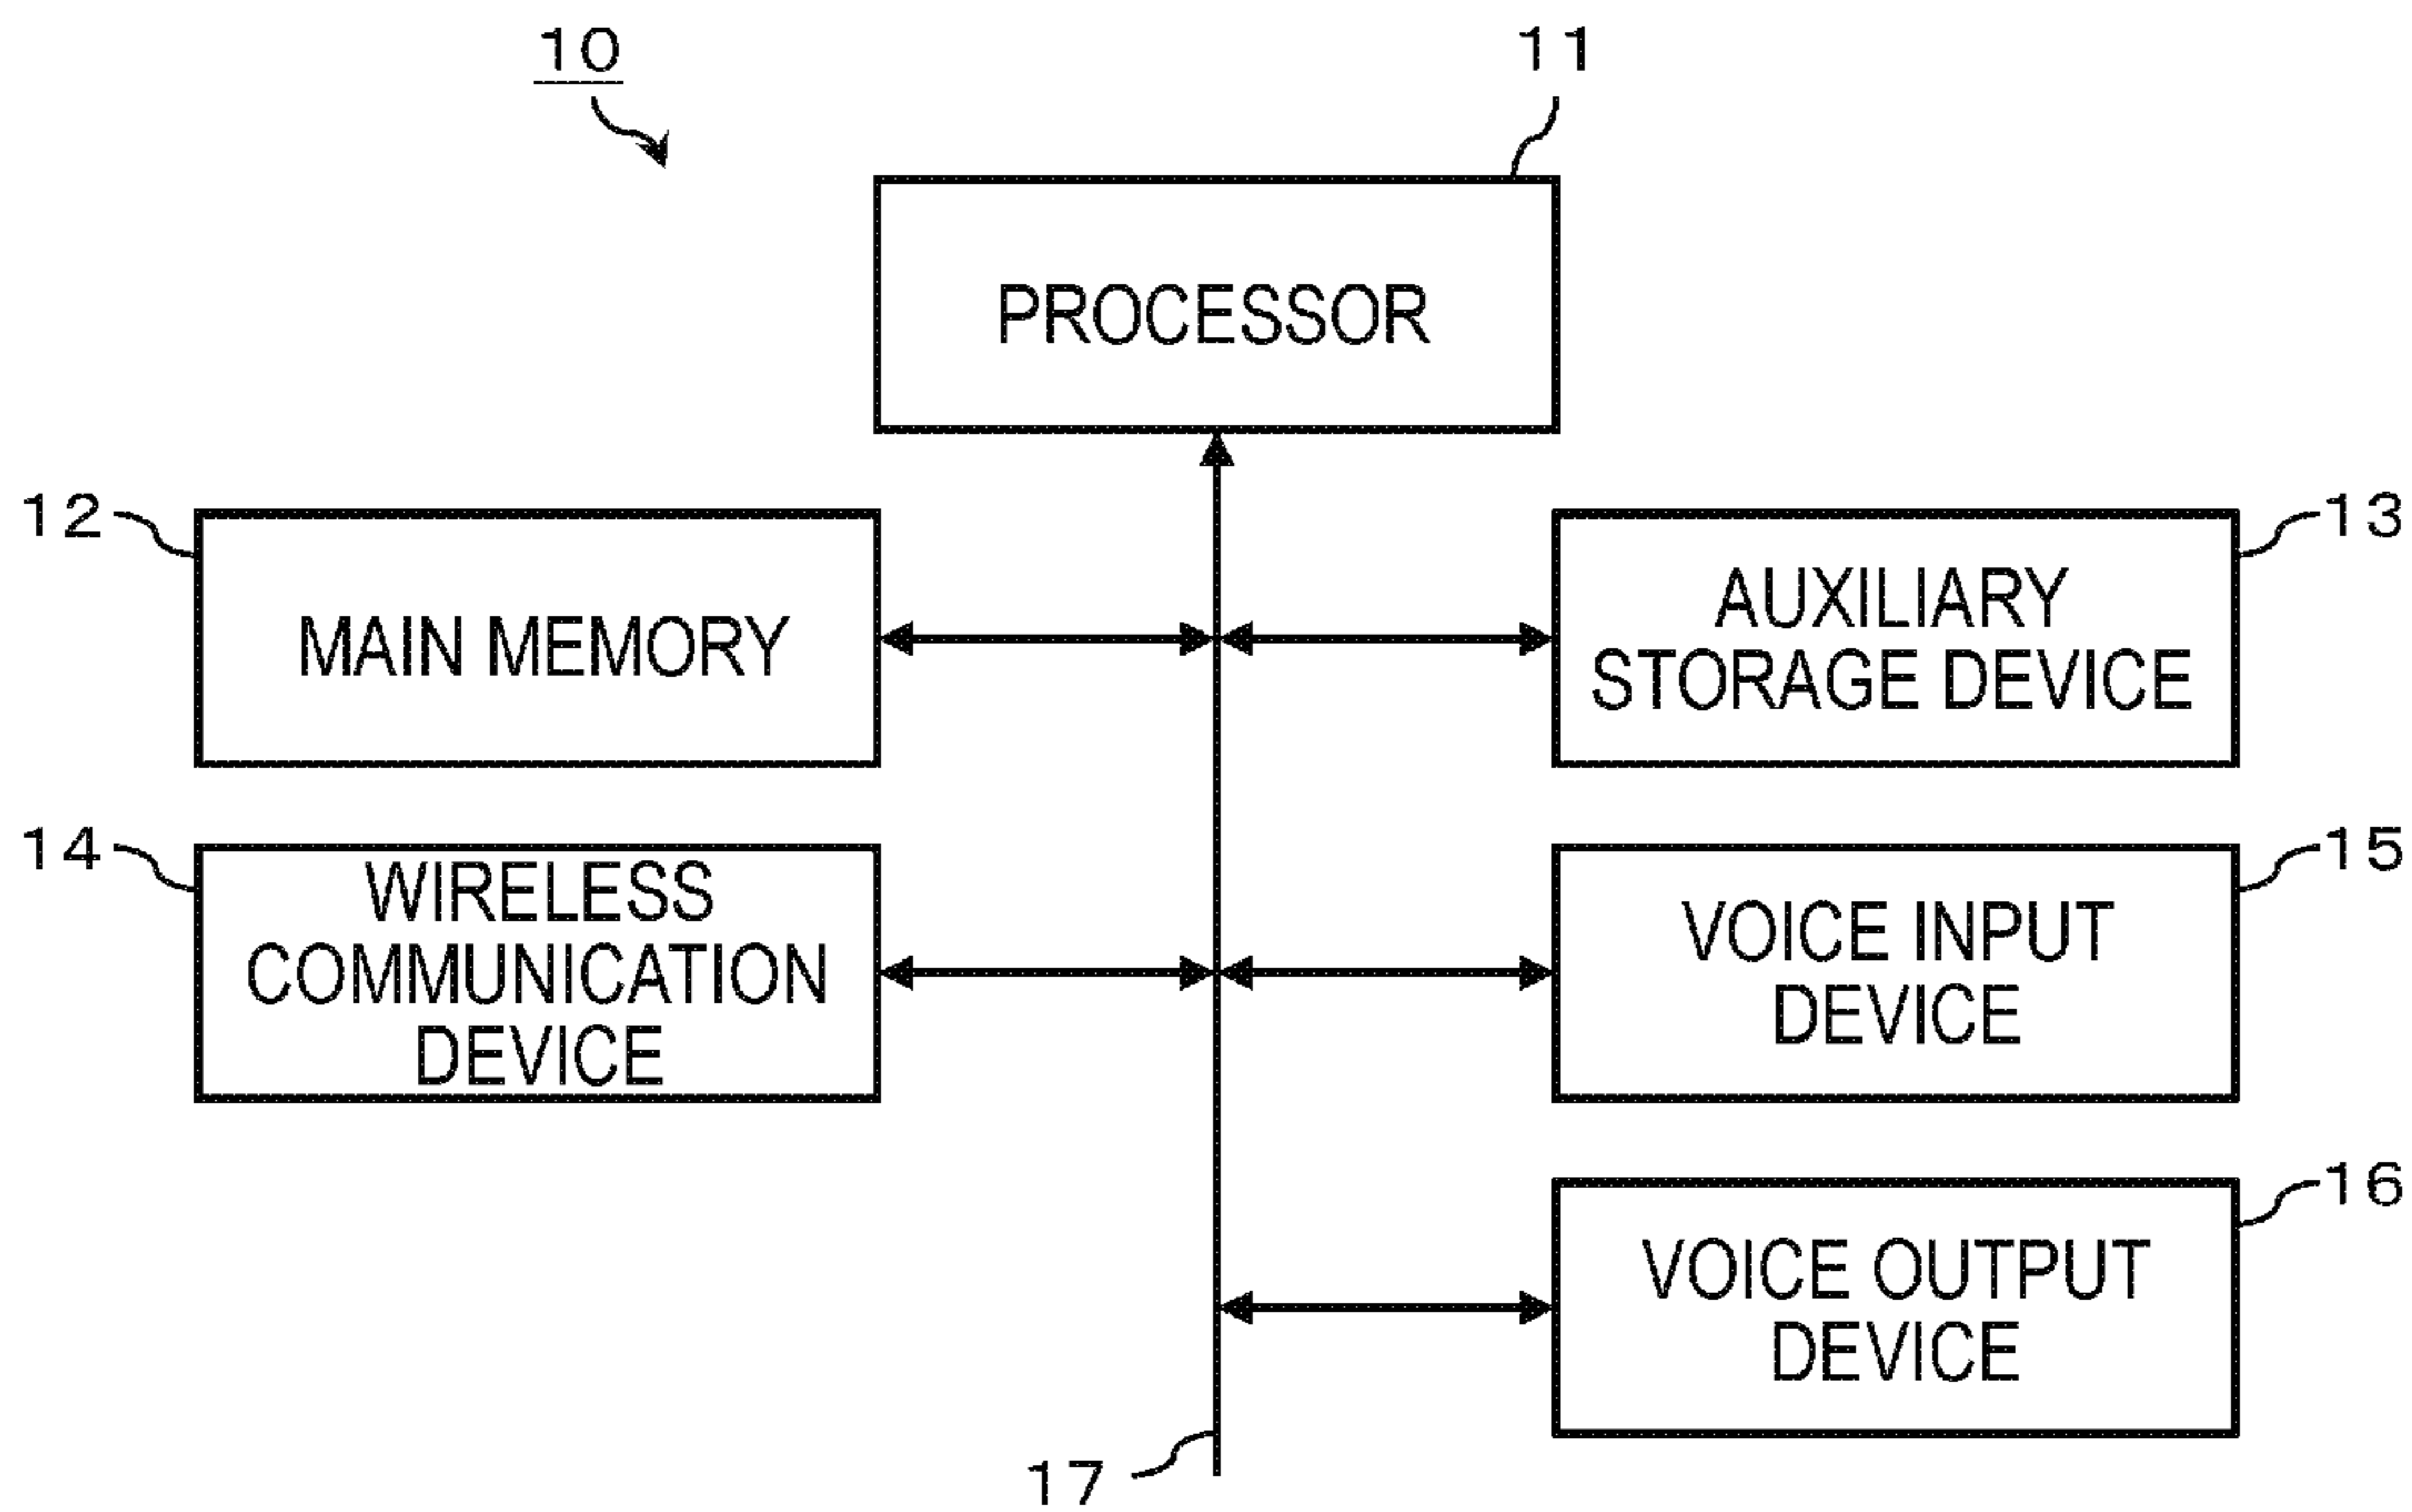 10
11
PROCESSOR
12
MAIN MEMORY
13
AUXILIARY
STORAGE DEVICE
14
WIRELESS
COMMUNICATION
DEVICE
15
VOICE INPUT
DEVICE
16
VOICE OUTPUT
DEVICE
17